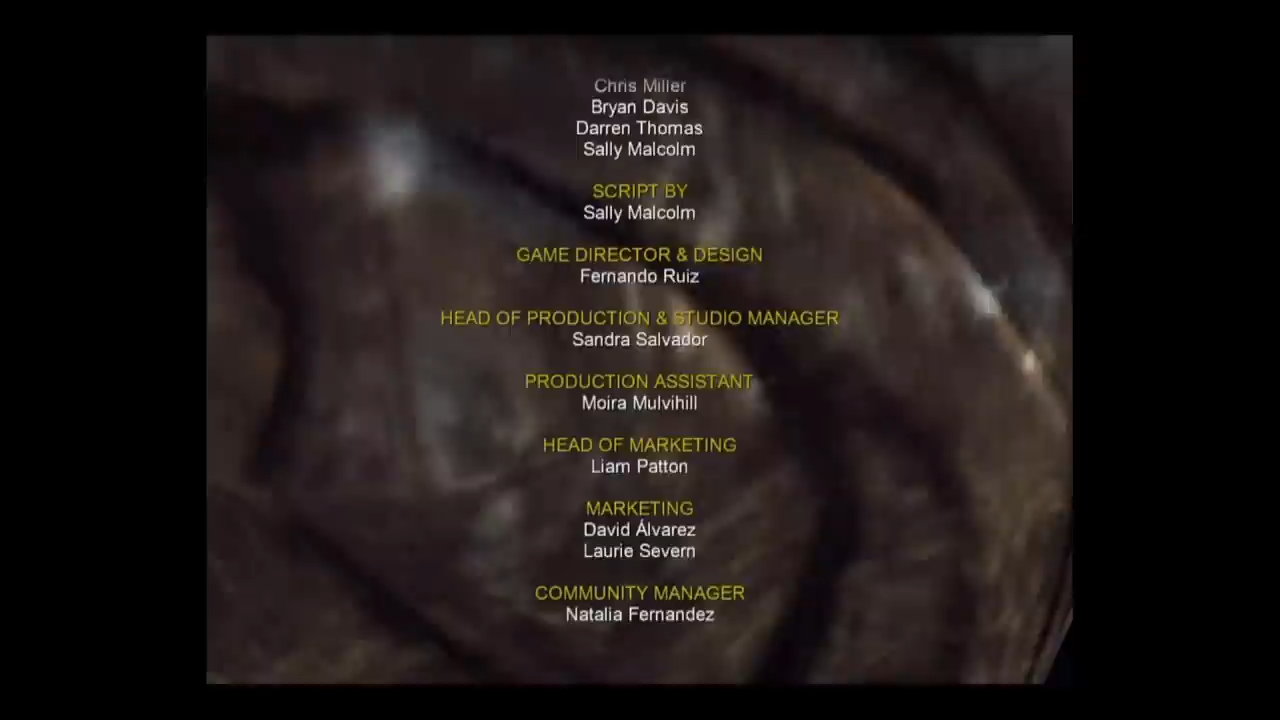 Chris Miller
Bryan Davis
Darren Thomas
Sally Malcolm
SCRIPT BY
Sally Malcolm
GAME DIRECTOR & DESIGN
Fernando Ruiz
HEAD OF PRODUCTION & STUDIO MANAGER
Sandra Salvador
PRODUCTION ASSISTANT
Moira Mulvihill
HEAD OF MARKETING
Liam Patton
MARKETING
David Álvarez
Laurie Severn
COMMUNITY MANAGER
Natalia Fernandez